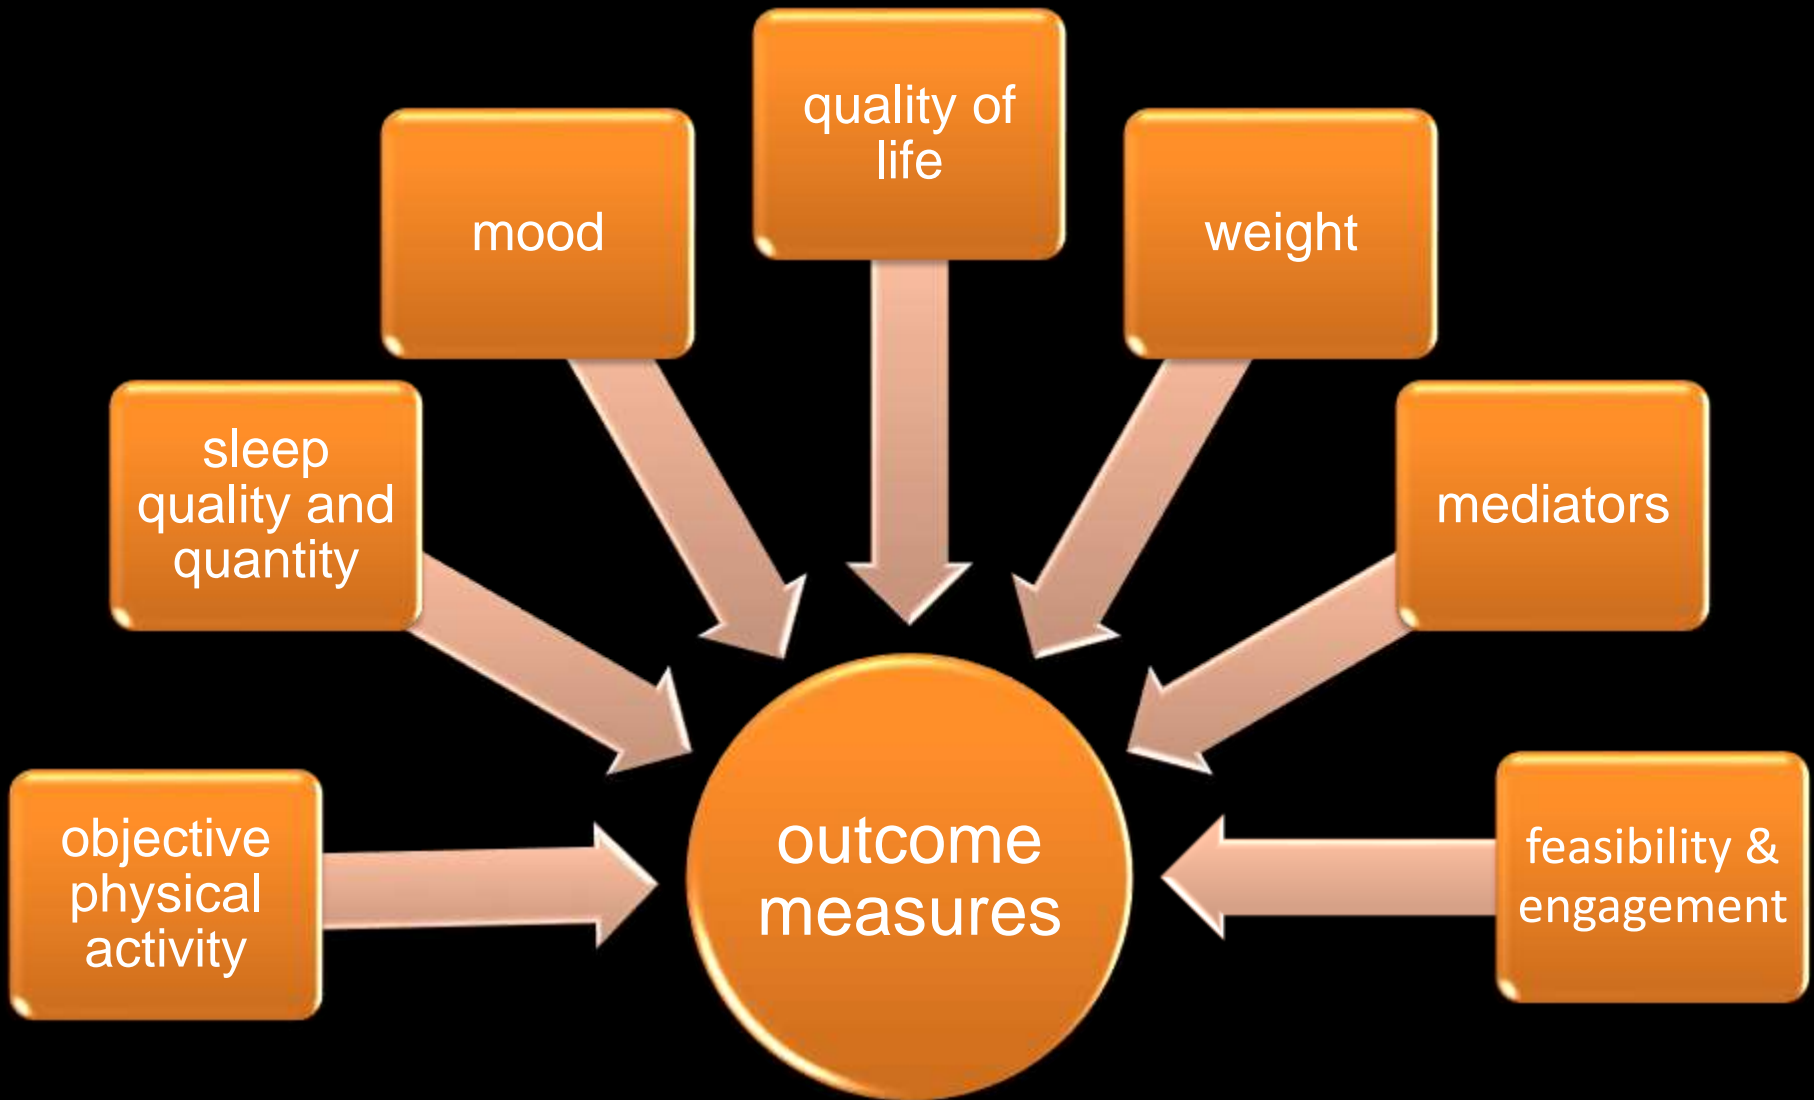 quality of
life
mood
weight
sleep
quality and
quantity
mediators
objective
physical
activity
outcome
measures
feasibility &
engagement